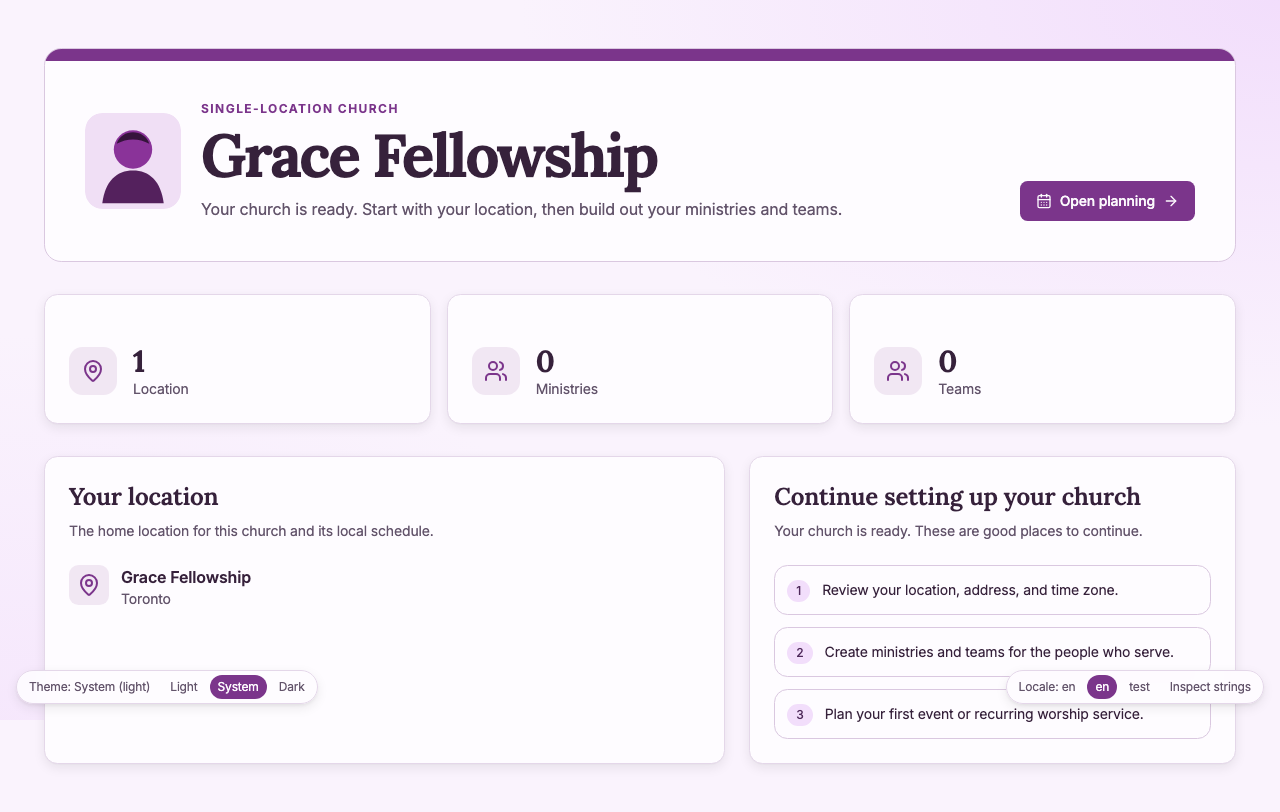 SINGLE-LOCATION CHURCH
Grace Fellowship
Your church is ready. Start with your location, then build out your ministries and teams.
Open planning
1
Location
0
Ministries
0
Teams
Your location
The home location for this church and its local schedule.
Grace Fellowship
Toronto
Continue setting up your church
Your church is ready. These are good places to continue.
1 Review your location, address, and time zone.
2 Create ministries and teams for the people who serve.
3 Plan your first event or recurring worship service.
Theme: System (light) Light System Dark
Locale: en en test Inspect strings